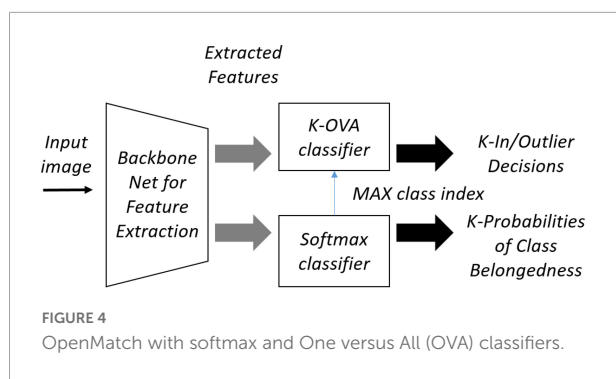 Extracted
Features
Input
image
Backbone
Net for
Feature
Extraction
K-OVA
classifier
K-In/Outlier
Decisions
MAX class index
Softmax
classifier
K-Probabilities
of Class
Belongedness
FIGURE 4
OpenMatch with softmax and One versus All (OVA) classifiers.